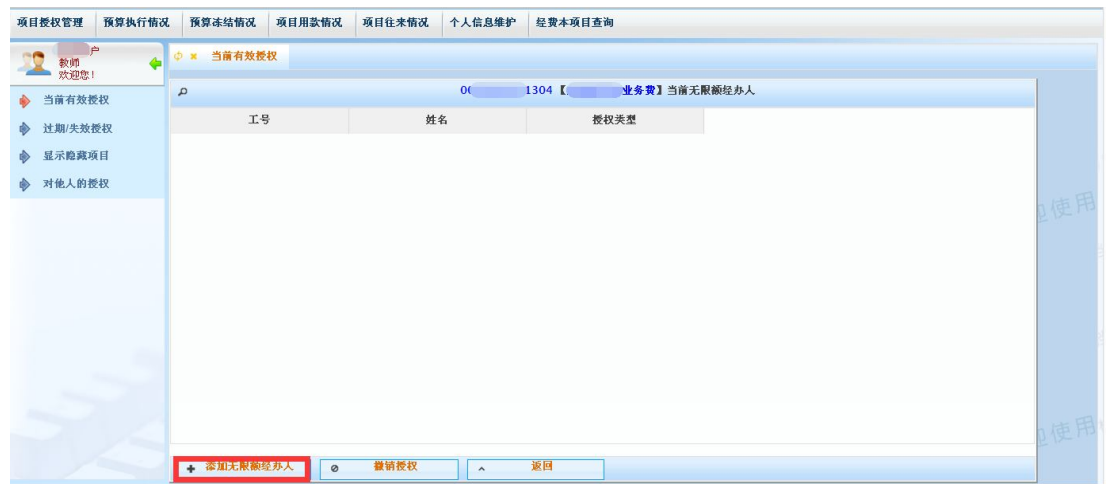 项目授权管理 预算执行情况 预算冻结情况 项目用款情况 项目往来情况 个人信息维护 经费本项目查询
户
教师
欢迎您!
当前有效授权
当前有效授权
过期/失效授权
显示隐藏项目
对他人的授权
1304【 业务费】当前无限额经办人
工号 姓名 授权类型
使用
使用
添加无限额经办人 撤销授权 返回